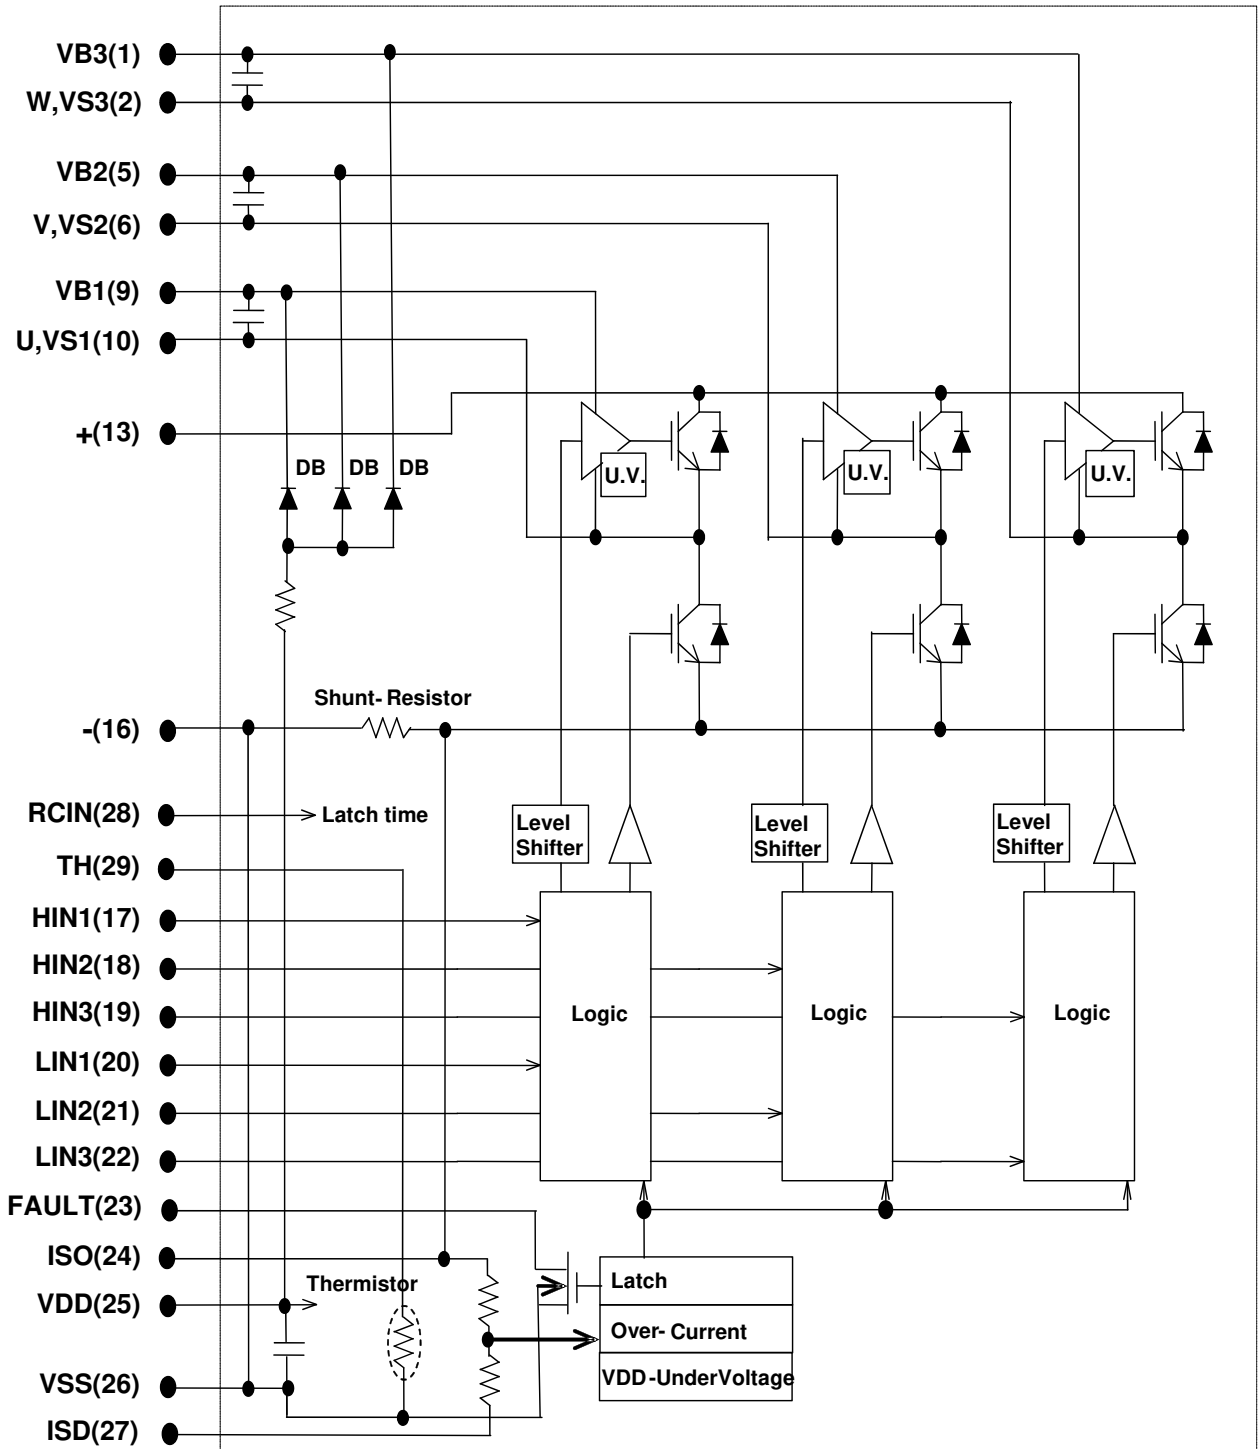 VB3(1)
W,VS3(2)
VB2(5)
V,VS2(6)
VB1(9)
U,VS1(10)
+(13)
DB DB DB
U.V. U.V. U.V.
Shunt-Resistor
-(16)
RCIN(28)
Latch time
Level
Shifter
Level
Shifter
Level
Shifter
TH(29)
HIN1(17)
HIN2(18)
HIN3(19)
Logic Logic Logic
LIN1(20)
LIN2(21)
LIN3(22)
FAULT(23)
ISO(24)
Thermistor
Latch
VDD(25)
Over-Current
VSS(26)
VDD-UnderVoltage
ISD(27)